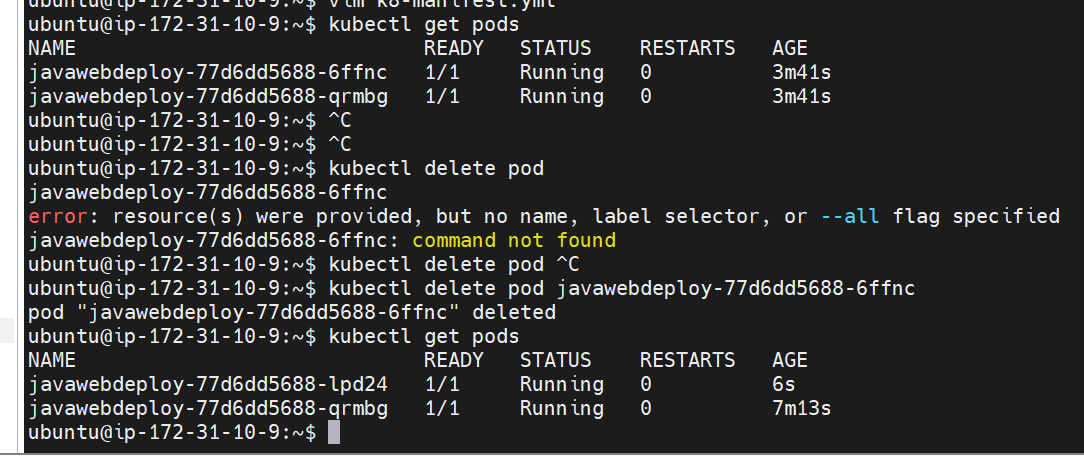 ubuntu@ip-172-31-10-9:~$ vim k8-manifest.yml
ubuntu@ip-172-31-10-9:~$ kubectl get pods
NAME READY STATUS RESTARTS AGE
javawebdeploy-77d6dd5688-6ffnc 1/1 Running 0 3m41s
javawebdeploy-77d6dd5688-qrmbg 1/1 Running 0 3m41s
ubuntu@ip-172-31-10-9:~$ ^C
ubuntu@ip-172-31-10-9:~$ ^C
ubuntu@ip-172-31-10-9:~$ kubectl delete pod
javawebdeploy-77d6dd5688-6ffnc
error: resource(s) were provided, but no name, label selector, or --all flag specified
javawebdeploy-77d6dd5688-6ffnc: command not found
ubuntu@ip-172-31-10-9:~$ kubectl delete pod ^C
ubuntu@ip-172-31-10-9:~$ kubectl delete pod javawebdeploy-77d6dd5688-6ffnc
pod "javawebdeploy-77d6dd5688-6ffnc" deleted
ubuntu@ip-172-31-10-9:~$ kubectl get pods
NAME READY STATUS RESTARTS AGE
javawebdeploy-77d6dd5688-lpd24 1/1 Running 0 6s
javawebdeploy-77d6dd5688-qrmbg 1/1 Running 0 7m13s
ubuntu@ip-172-31-10-9:~$